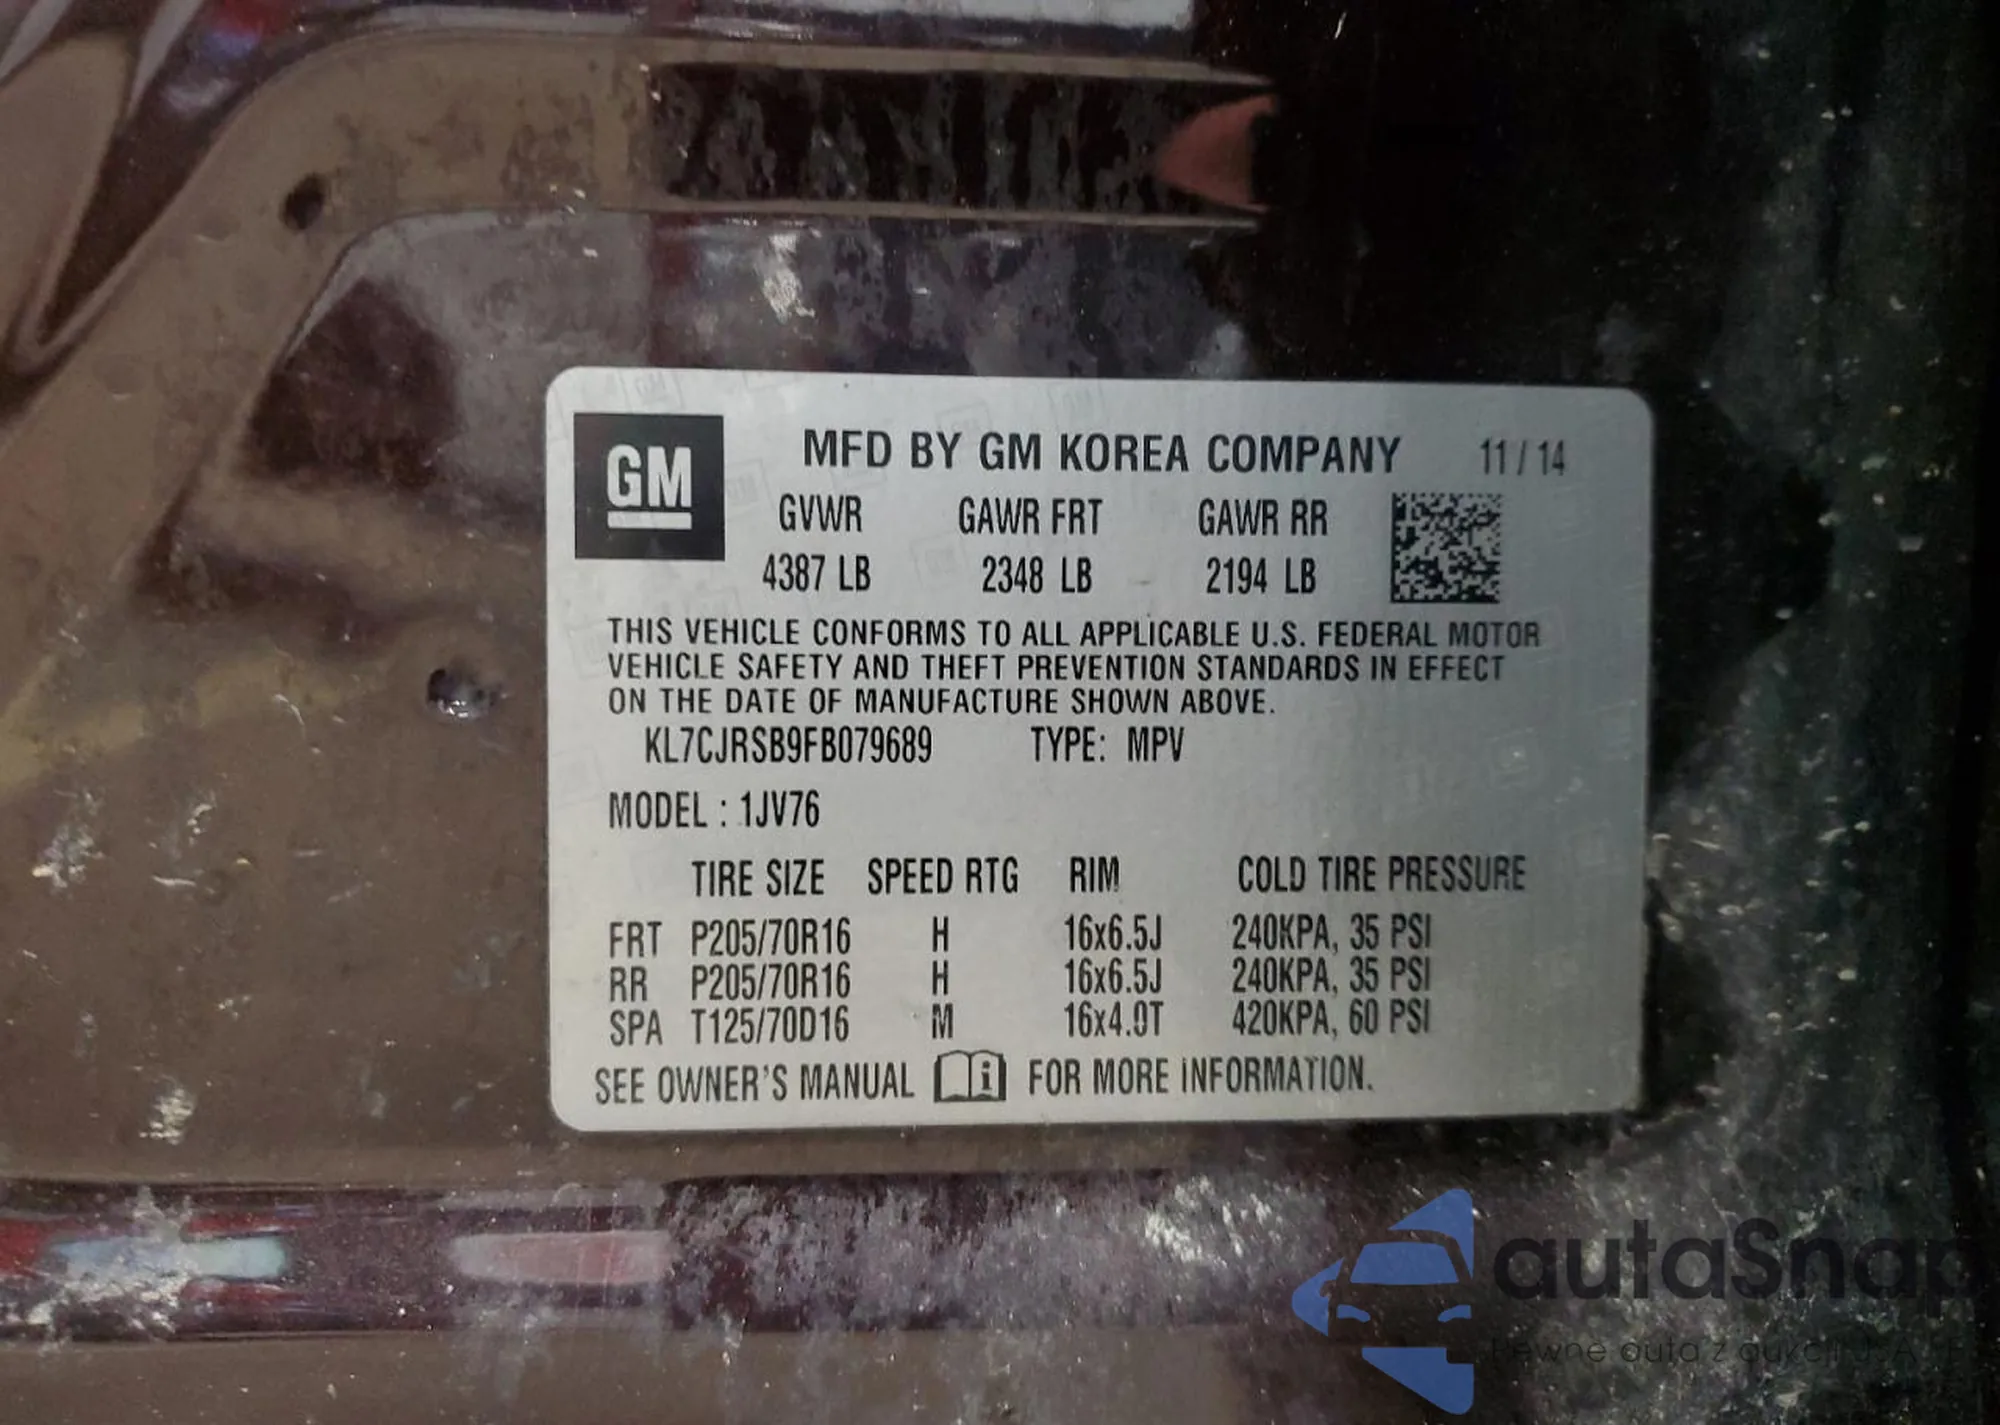 GM
MFD BY GM KOREA COMPANY 11 / 14
GVWR GAWR FRT GAWR RR
4387 LB 2348 LB 2194 LB
THIS VEHICLE CONFORMS TO ALL APPLICABLE U.S. FEDERAL MOTOR
VEHICLE SAFETY AND THEFT PREVENTION STANDARDS IN EFFECT
ON THE DATE OF MANUFACTURE SHOWN ABOVE.
KL7CJRSB9FB079689 TYPE: MPV
MODEL : 1JV76
TIRE SIZE SPEED RTG RIM COLD TIRE PRESSURE
FRT P205/70R16 H 16x6.5J 240KPA, 35 PSI
RR P205/70R16 H 16x6.5J 240KPA, 35 PSI
SPA T125/70D16 M 16x4.0T 420KPA, 60 PSI
SEE OWNER'S MANUAL i FOR MORE INFORMATION.
autaSnap
Pewne auta z aukcji